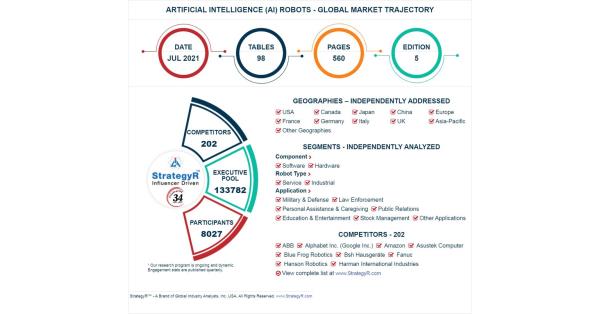 ARTIFICIAL INTELLIGENCE (AI) ROBOTS - GLOBAL MARKET TRAJECTORY
DATE
JUL 2021
TABLES
98
PAGES
560
EDITION
5
COMPETITORS
202
EXECUTIVE
POOL
133782
PARTICIPANTS
8027
StrategyR™
Influencer Driven
34
* Our research program is ongoing and dynamic.
Engagement stats are published quarterly.
GEOGRAPHIES – INDEPENDENTLY ADDRESSED
USA Canada Japan China Europe
France Germany Italy UK Asia-Pacific
Other Geographies
SEGMENTS - INDEPENDENTLY ANALYZED
Component
Software Hardware
Robot Type
Service Industrial
Application
Military & Defense Law Enforcement
Personal Assistance & Caregiving Public Relations
Education & Entertainment Stock Management Other Applications
COMPETITORS - 202
ABB Alphabet Inc. (Google Inc.) Amazon Asustek Computer
Blue Frog Robotics Bsh Hausgeräte Fanuc
Hanson Robotics Harman International Industries
View complete list at www.StrategyR.com
StrategyR™ - A Brand of Global Industry Analysts, Inc. USA. All Rights Reserved. www.StrategyR.com